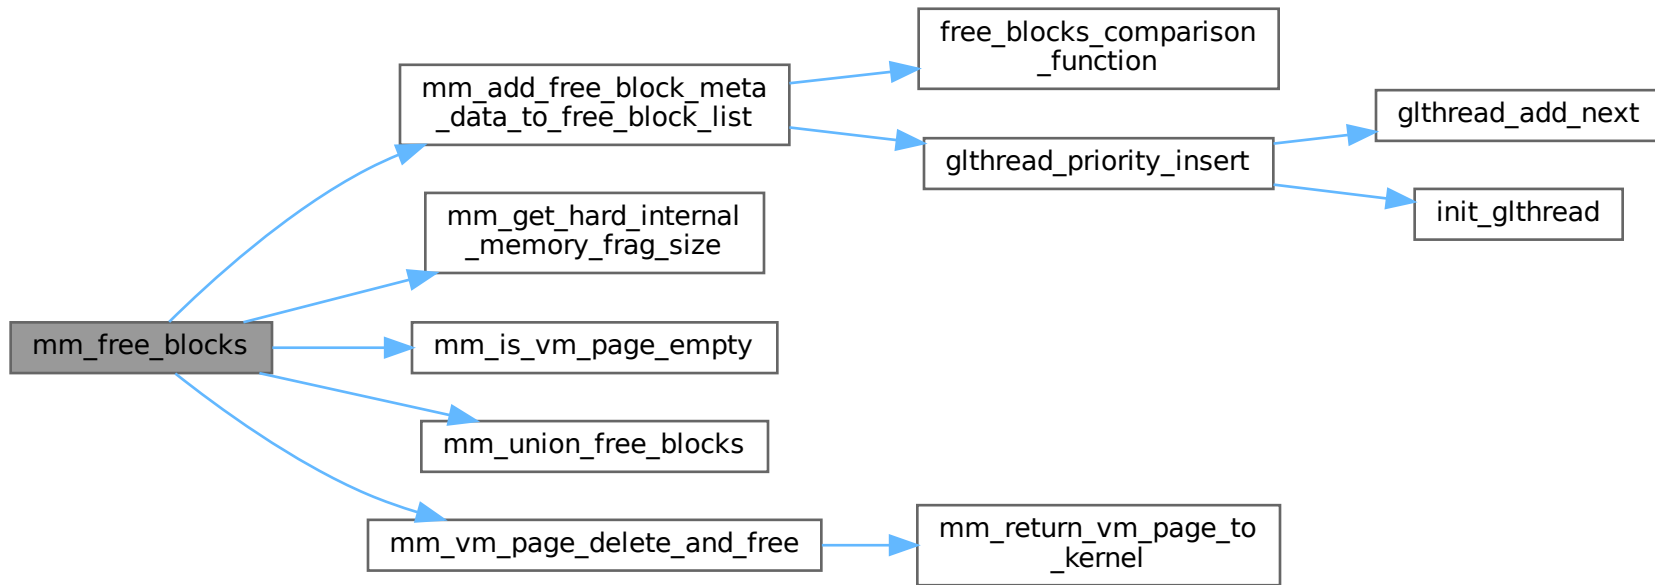 mm_free_blocks
mm_add_free_block_meta
_data_to_free_block_list
free_blocks_comparison
_function
glthread_priority_insert
glthread_add_next
init_glthread
mm_get_hard_internal
_memory_frag_size
mm_is_vm_page_empty
mm_union_free_blocks
mm_vm_page_delete_and_free
mm_return_vm_page_to
_kernel